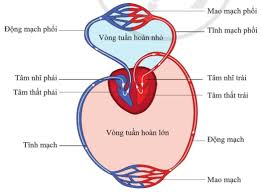 Mao mạch phổi
Động mạch phổi
Tĩnh mạch phổi
Vòng tuần hoàn nhỏ
Tâm nhĩ phải
Tâm nhĩ trái
Tâm thất phải
Tâm thất trái
Vòng tuần hoàn lớn
Động mạch
Tĩnh mạch
Mao mạch